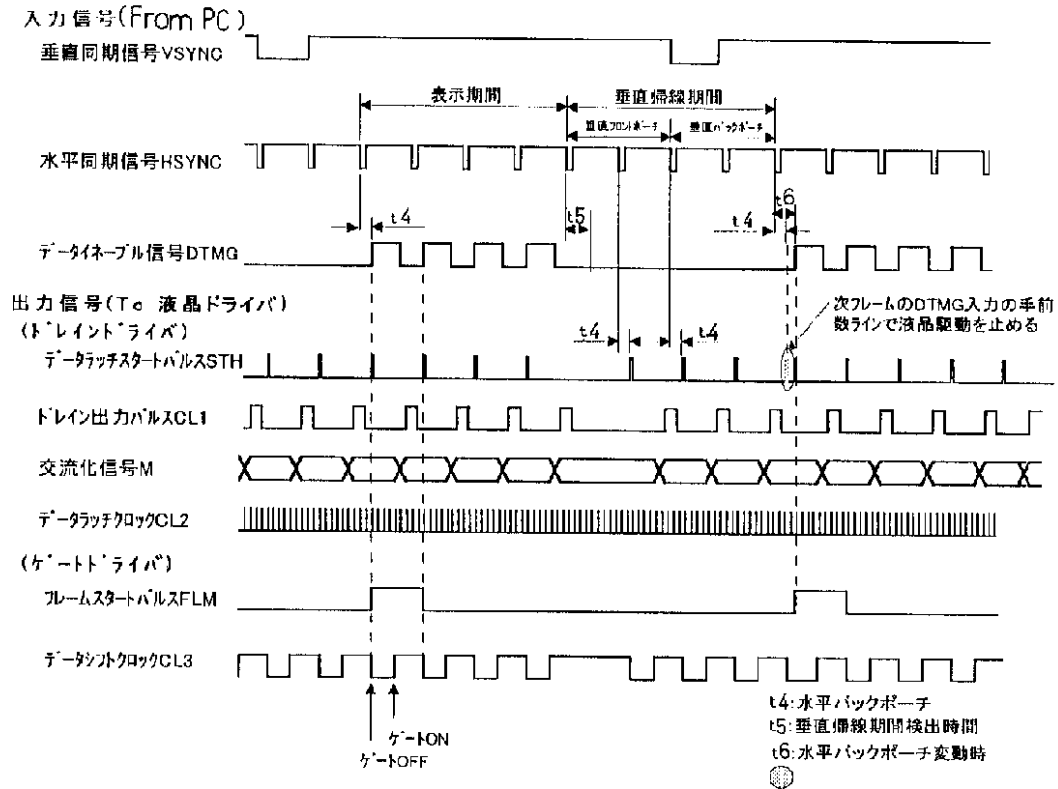 入力信号(From PC)
垂直同期信号VSYNC
表示期間
垂直帰線期間
垂直フロントポーチ
垂直バックポーチ
水平同期信号HSYNC
t6
t4
t5
t4
データイネーブル信号DTMG
出力信号(To 液晶ドライバ)
次フレームのDTMG入力の手前
数ラインで液晶駆動を止める
(ドレインドライバ)
t4
t4
データラッチスタートパルスSTH
ドレイン出力パルスCL1
交流化信号M
データラッチクロックCL2
(ゲートドライバ)
フレームスタートパルスFLM
データシフトクロックCL3
t4:水平バックポーチ
t5:垂直帰線期間検出時間
t6:水平バックポーチ変動時
ゲートON
ゲートOFF